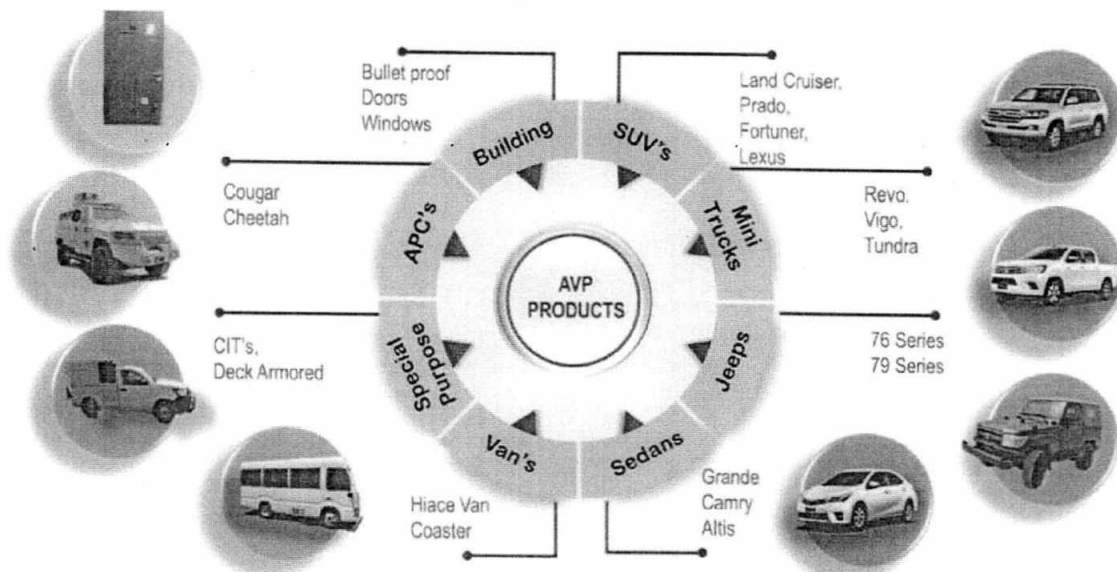 Bullet proof
Doors
Windows
Land Cruiser,
Prado,
Fortuner,
Lexus
Building
SUV's
Cougar
Cheetah
APC's
Mini
Trucks
Revo,
Vigo,
Tundra
AVP
PRODUCTS
CIT's,
Deck Armored
Special
Purpose
Jeeps
76 Series
79 Series
Van's
Sedans
Hiace Van
Coaster
Grande
Camry
Altis